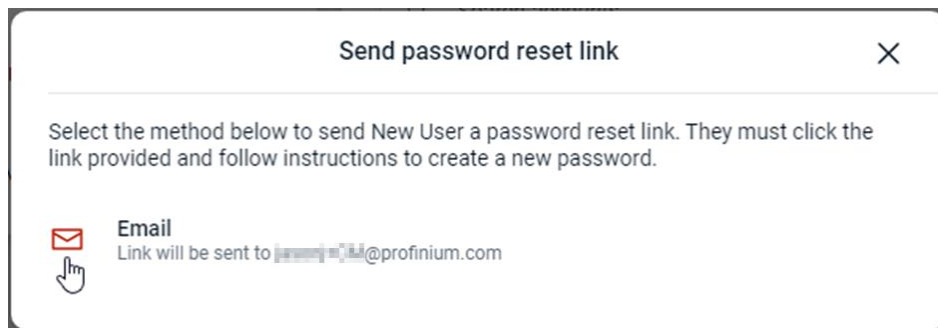 Send password reset link
Select the method below to send New User a password reset link. They must click the
link provided and follow instructions to create a new password.
Email
Link will be sent to @profinium.com